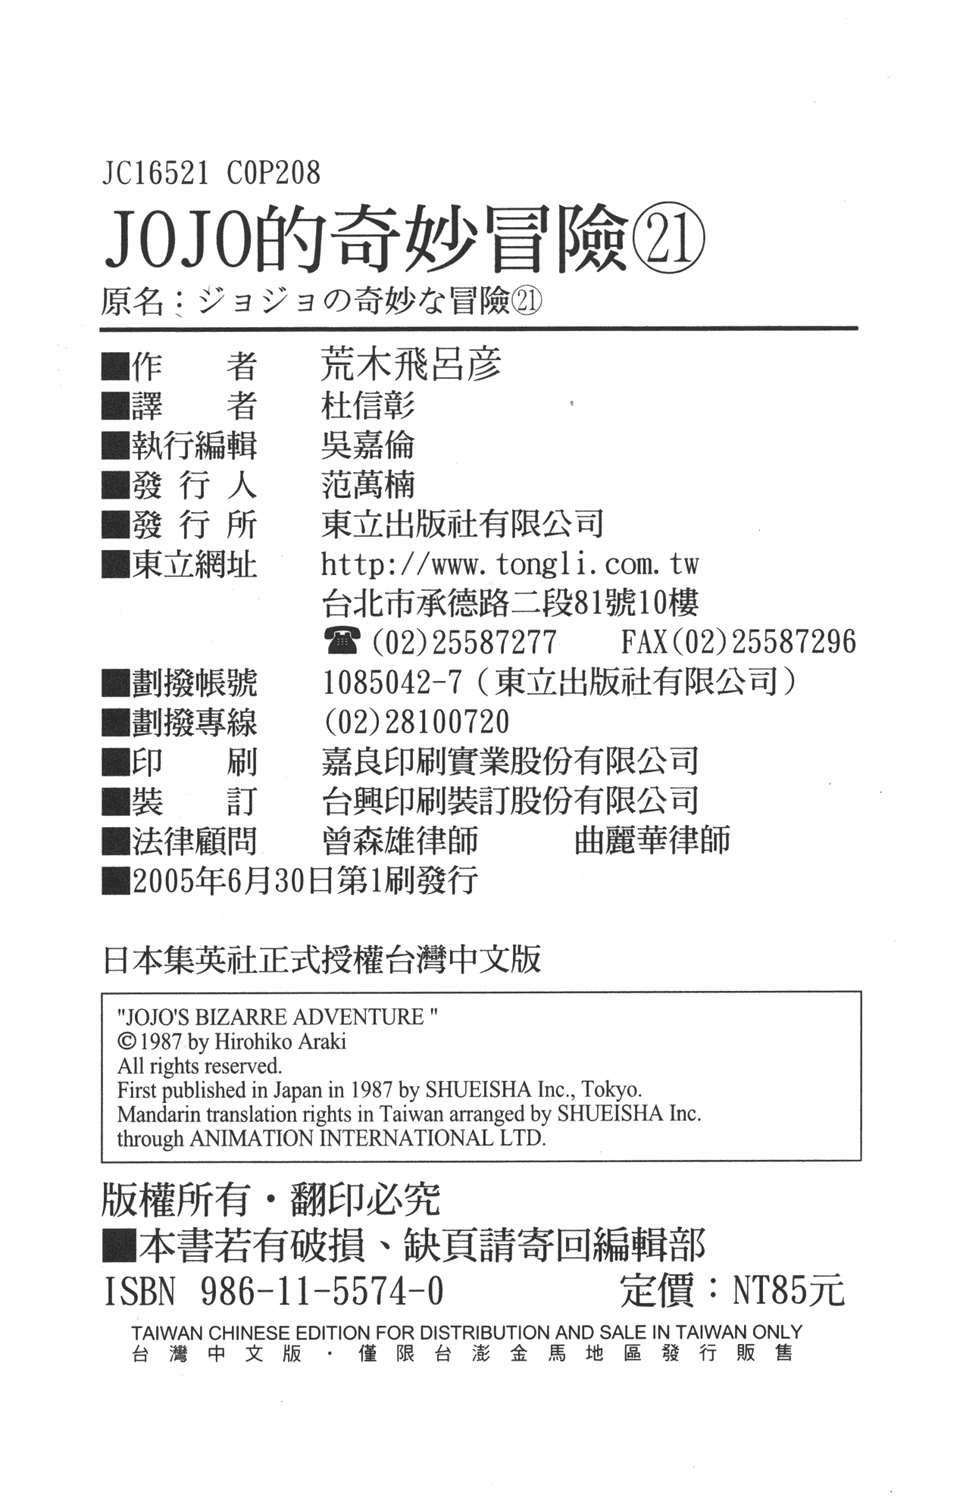 JC16521 C0P208
JOJO的奇妙冒險㉑
原名：ジョジョの奇妙な冒險㉑
■作　　者　荒木飛呂彦
■譯　　者　杜信彰
■執行編輯　吳嘉倫
■發 行 人　范萬楠
■發 行 所　東立出版社有限公司
■東立網址　http://www.tongli.com.tw
台北市承德路二段81號10樓
☎(02)25587277　FAX(02)25587296
■劃撥帳號　1085042-7（東立出版社有限公司）
■劃撥專線　(02)28100720
■印　　刷　嘉良印刷實業股份有限公司
■裝　　訂　台興印刷裝訂股份有限公司
■法律顧問　曾森雄律師　曲麗華律師
■2005年6月30日第1刷發行
日本集英社正式授權台灣中文版
"JOJO'S BIZARRE ADVENTURE "
©1987 by Hirohiko Araki
All rights reserved.
First published in Japan in 1987 by SHUEISHA Inc., Tokyo.
Mandarin translation rights in Taiwan arranged by SHUEISHA Inc.
through ANIMATION INTERNATIONAL LTD.
版權所有・翻印必究
■本書若有破損、缺頁請寄回編輯部
ISBN 986-11-5574-0　定價：NT85元
TAIWAN CHINESE EDITION FOR DISTRIBUTION AND SALE IN TAIWAN ONLY
台灣中文版・僅限台澎金馬地區發行販售